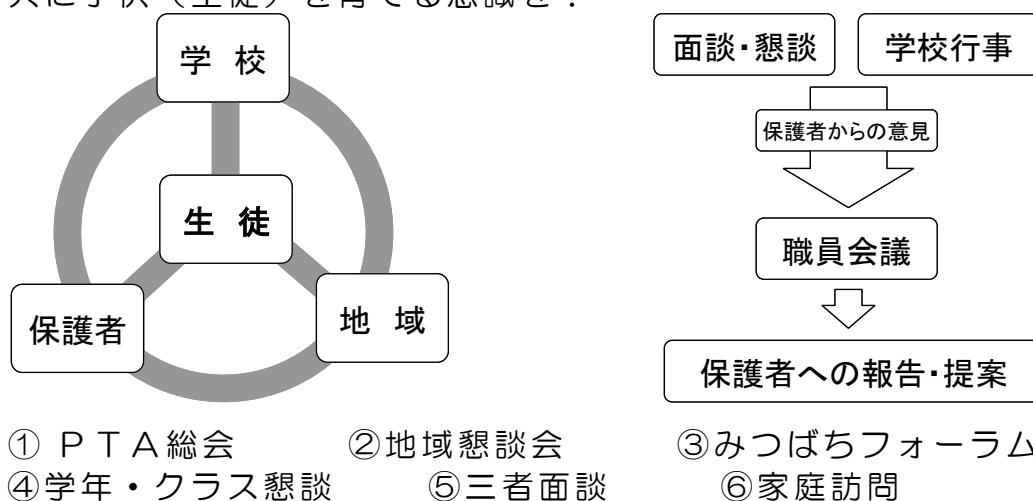 共に子供（生徒）を育てる意識を！
学 校
生 徒
保護者
地 域
面談・懇談
学校行事
保護者からの意見
職員会議
保護者への報告・提案
① ＰＴＡ総会 ②地域懇談会 ③みつばちフォーラム
④学年・クラス懇談 ⑤三者面談 ⑥家庭訪問